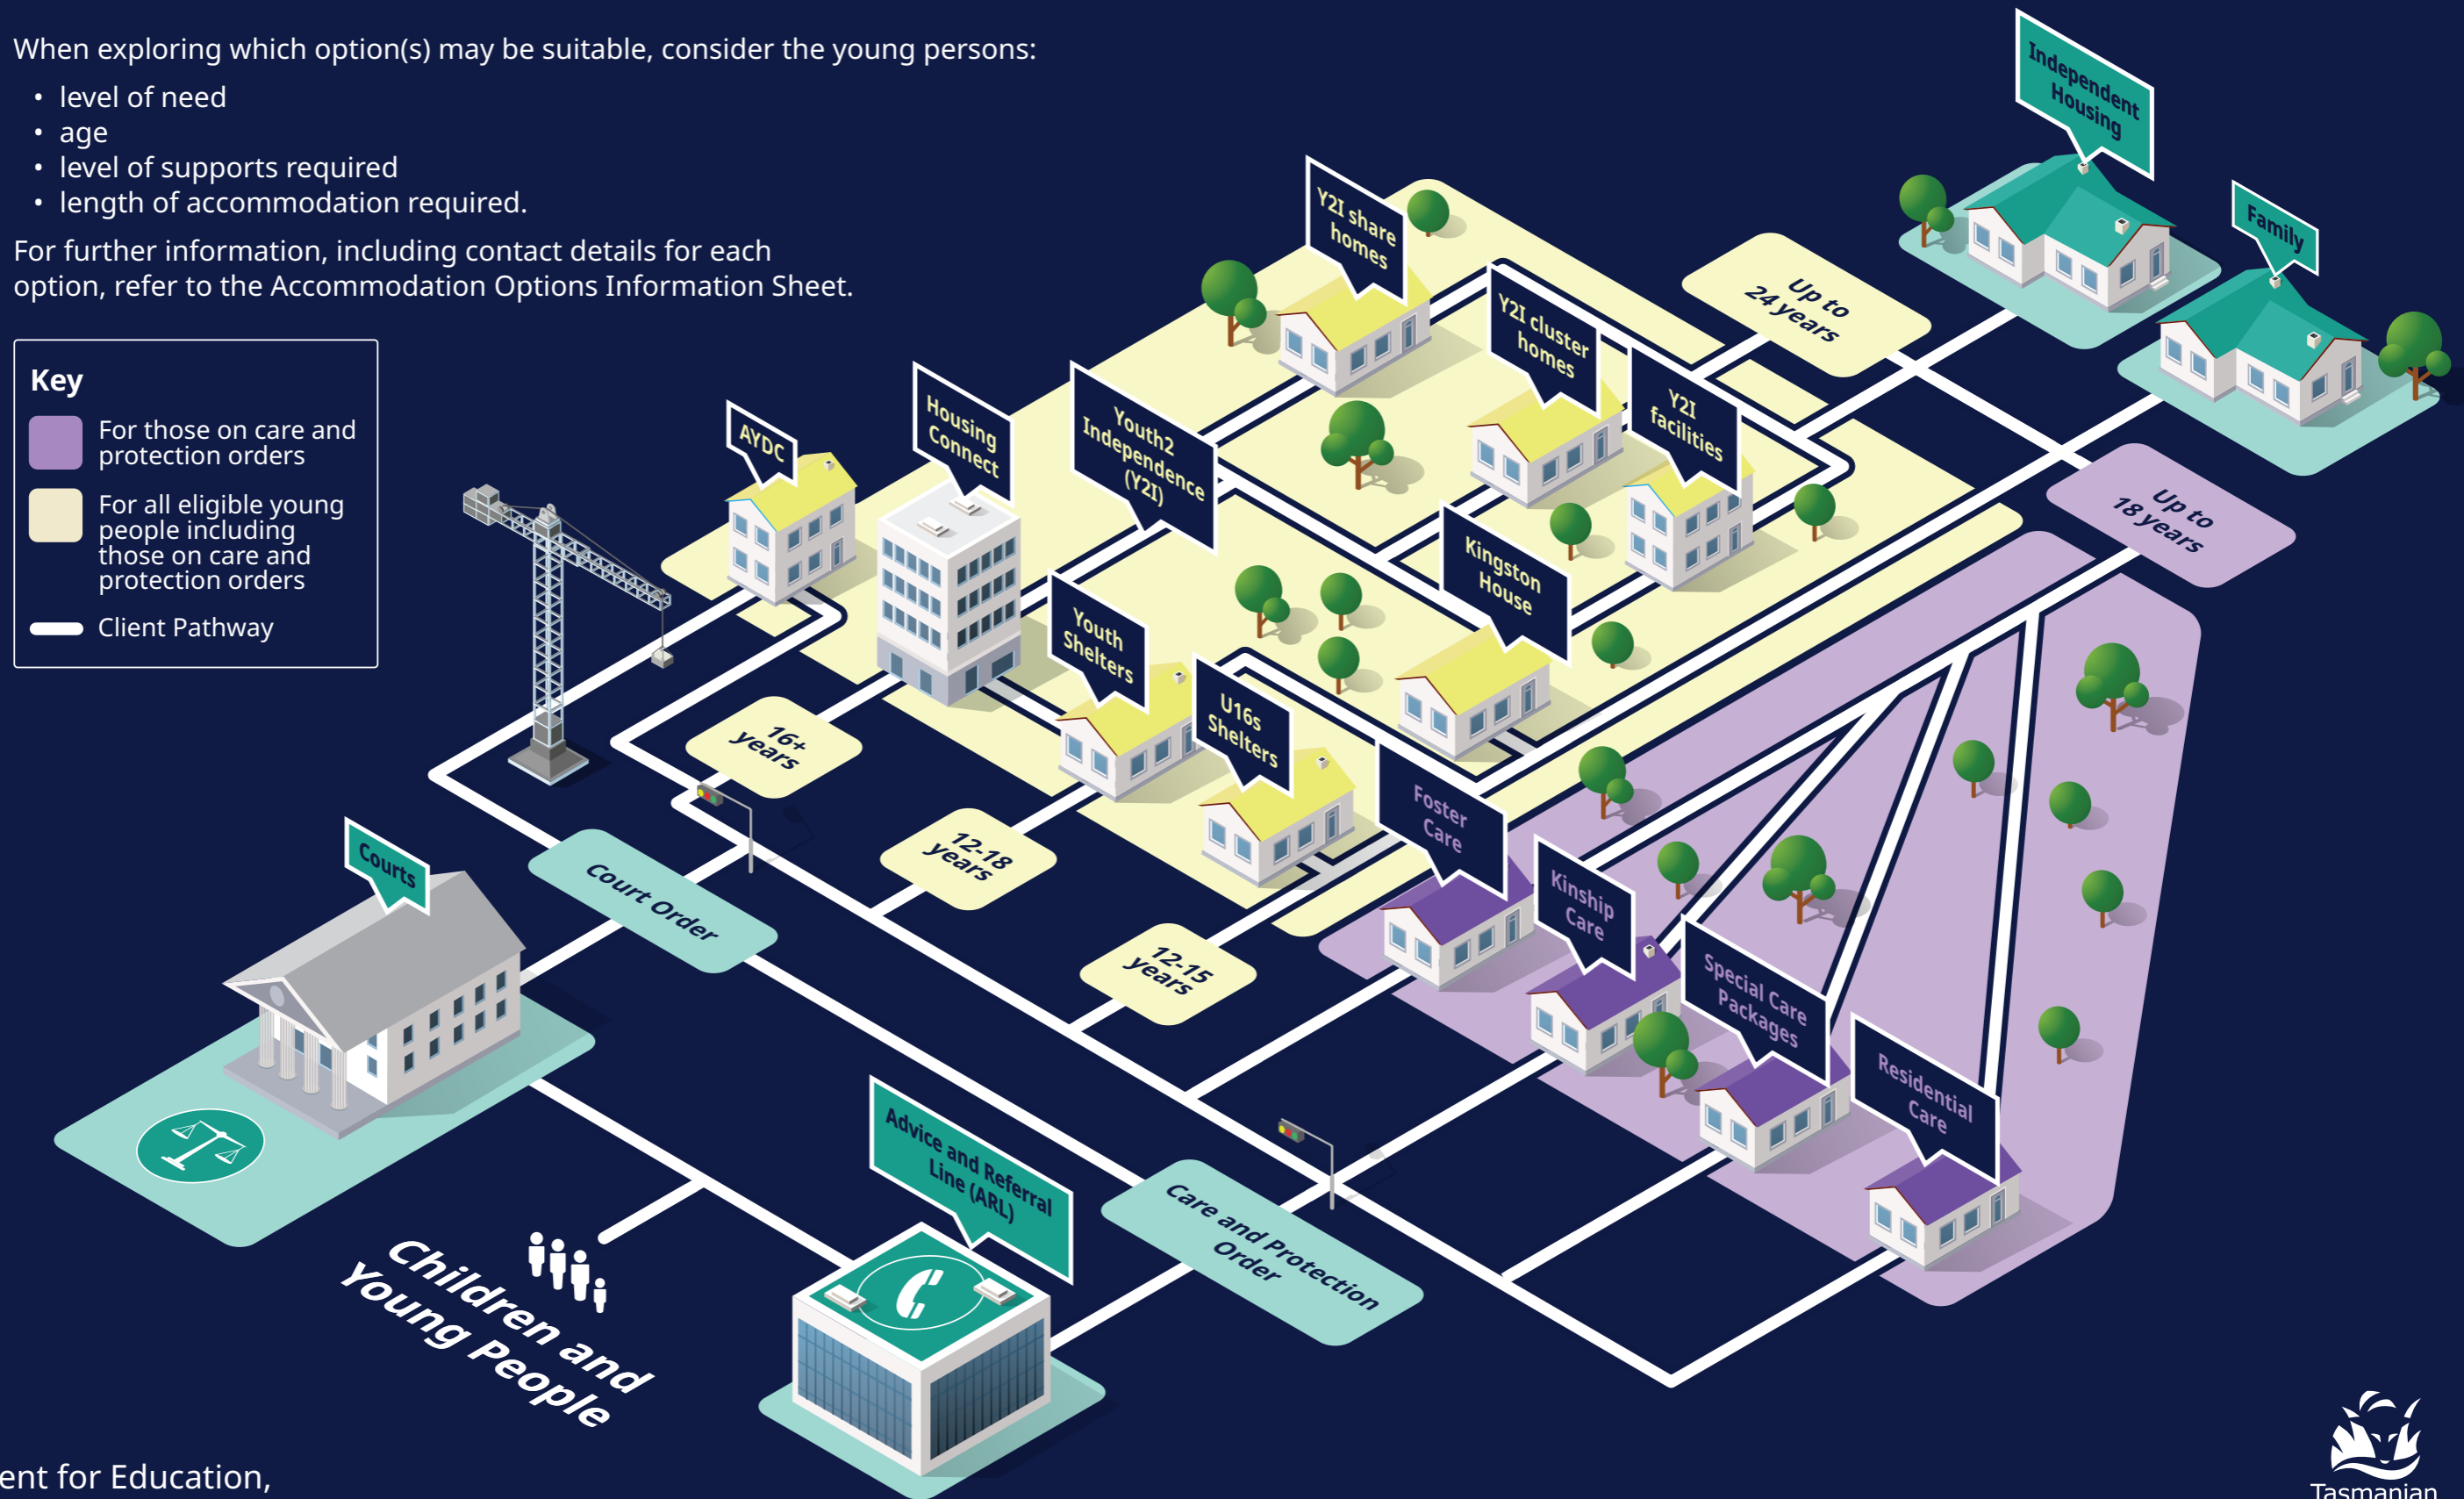 When exploring which option(s) may be suitable, consider the young persons:
• level of need
• age
• level of supports required
• length of accommodation required.
For further information, including contact details for each
option, refer to the Accommodation Options Information Sheet.
Key
For those on care and
protection orders
For all eligible young
people including
those on care and
protection orders
Client Pathway
Independent
Housing
Family
Y2I share
homes
Up to
24 years
Y2I cluster
homes
Y2I
facilities
AYDC
Housing
Connect
Youth2
Independence
(Y2I)
Up to
18 years
Kingston
House
Youth
Shelters
U16s
Shelters
16+
years
12-18
years
12-15
years
Foster
Care
Kinship
Care
Special Care
Packages
Residential
Care
Courts
Court Order
Advice and Referral
Line (ARL)
Care and Protection
Order
Children and
Young People
ent for Education,
Tasmanian